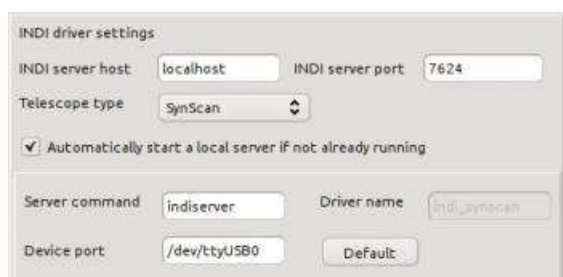 INDI driver settings
INDI server host localhost INDI server port 7624
Telescope type SynScan
Automatically start a local server if not already running
Server command indiserver Driver name indi_synscan
Device port /dev/ttyUSB0 Default